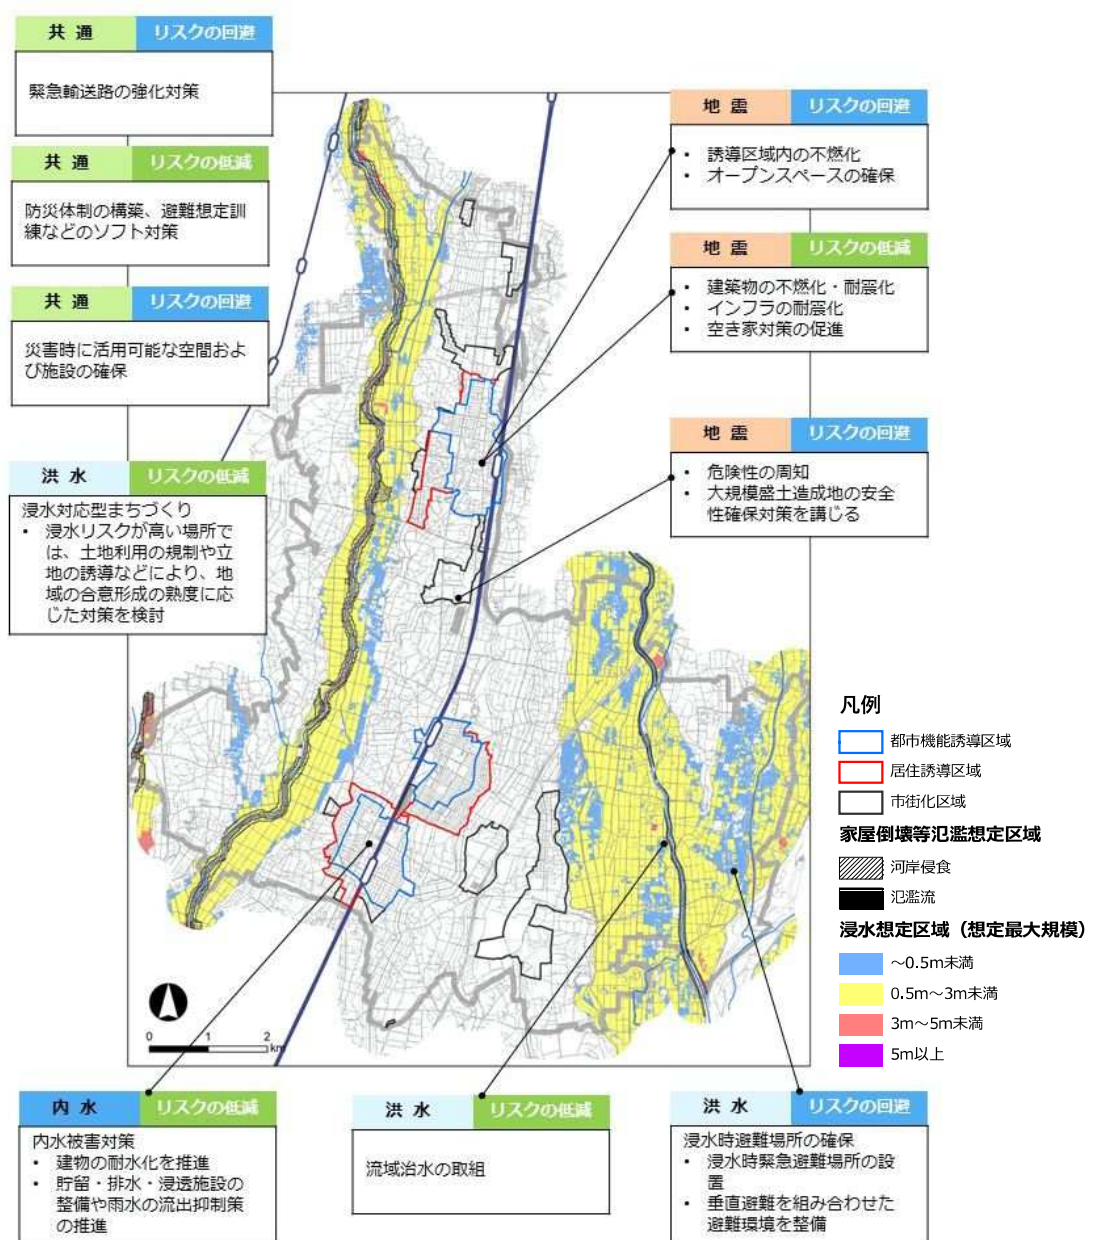 共 通 リスクの回避
緊急輸送路の強化対策
共 通 リスクの低減
防災体制の構築、避難想定訓
練などのソフト対策
共 通 リスクの回避
災害時に活用可能な空間およ
び施設の確保
洪 水 リスクの低減
浸水対応型まちづくり
• 浸水リスクが高い場所で
は、土地利用の規制や立
地の誘導などにより、地
域の合意形成の熟度に応
じた対策を検討
地 震 リスクの回避
• 誘導区域内の不燃化
• オープンスペースの確保
地 震 リスクの低減
• 建築物の不燃化・耐震化
• インフラの耐震化
• 空き家対策の促進
地 震 リスクの回避
• 危険性の周知
• 大規模盛土造成地の安全
性確保対策を講じる
凡例
都市機能誘導区域
居住誘導区域
市街化区域
家屋倒壊等氾濫想定区域
河岸侵食
氾濫流
浸水想定区域（想定最大規模）
～0.5m未満
0.5m～3m未満
3m～5m未満
5m以上
0 1 2
km
内 水 リスクの低減
内水被害対策
• 建物の耐水化を推進
• 貯留・排水・浸透施設の
整備や雨水の流出抑制策
の推進
洪 水 リスクの低減
流域治水の取組
洪 水 リスクの回避
浸水時避難場所の確保
• 浸水時緊急避難場所の設
置
• 垂直避難を組み合わせた
避難環境を整備